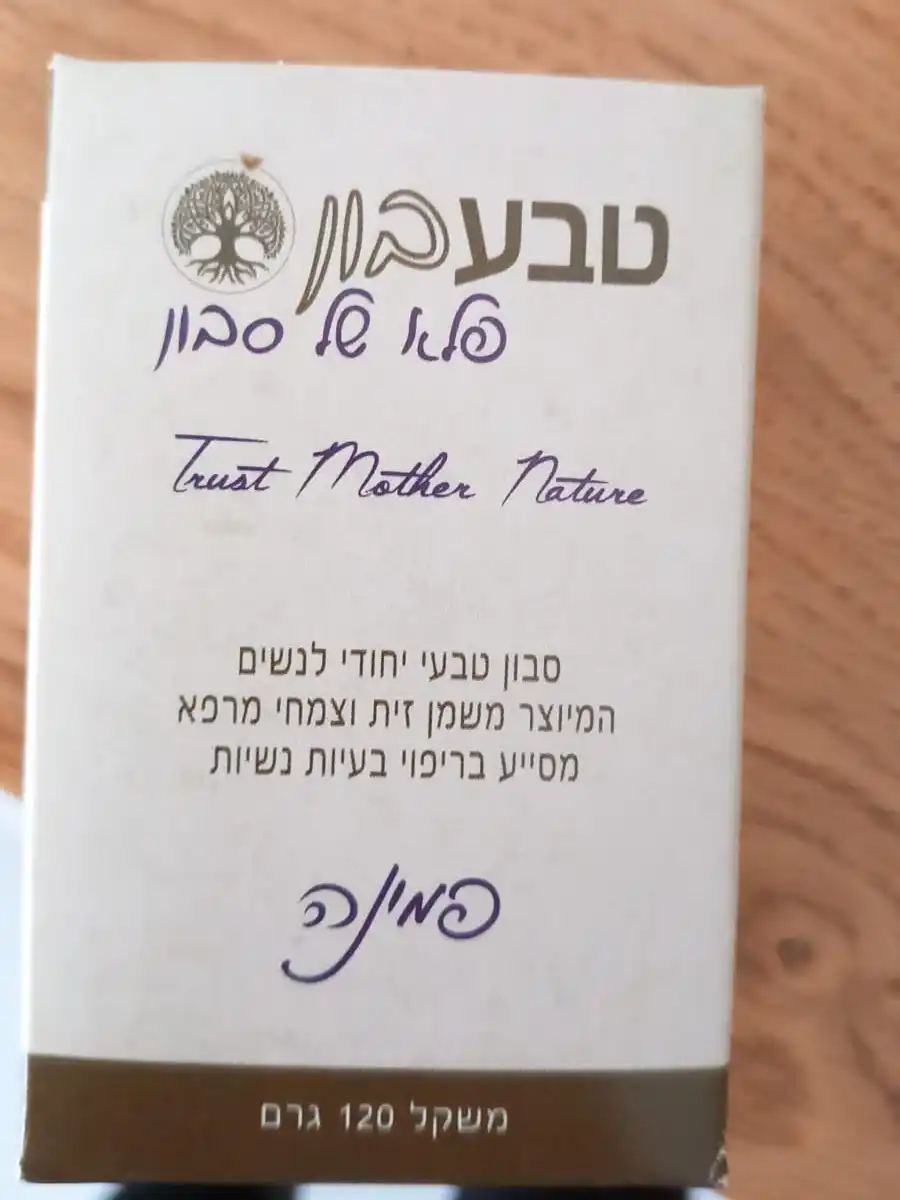 טבעבון
פלא של סבון
Trust Mother Nature
סבון טבעי יחודי לנשים
המיוצר משמן זית וצמחי מרפא
מסייע בריפוי בעיות נשיות
פמינה
משקל 120 גרם